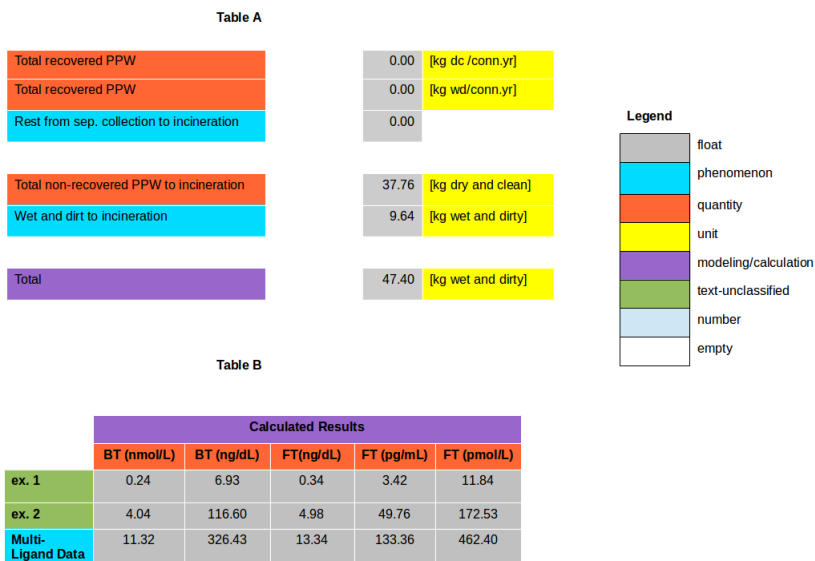 Table A
Total recovered PPW 0.00 [kg dc /conn.yr]
Total recovered PPW 0.00 [kg wd/conn.yr]
Rest from sep. collection to incineration 0.00
Total non-recovered PPW to incineration 37.76 [kg dry and clean]
Wet and dirt to incineration 9.64 [kg wet and dirty]
Total 47.40 [kg wet and dirty]
Legend
float
phenomenon
quantity
unit
modeling/calculation
text-unclassified
number
empty
Table B
Calculated Results
BT (nmol/L) BT (ng/dL) FT(ng/dL) FT (pg/mL) FT (pmol/L)
ex. 1 0.24 6.93 0.34 3.42 11.84
ex. 2 4.04 116.60 4.98 49.76 172.53
Multi- 11.32 326.43 13.34 133.36 462.40
Ligand Data